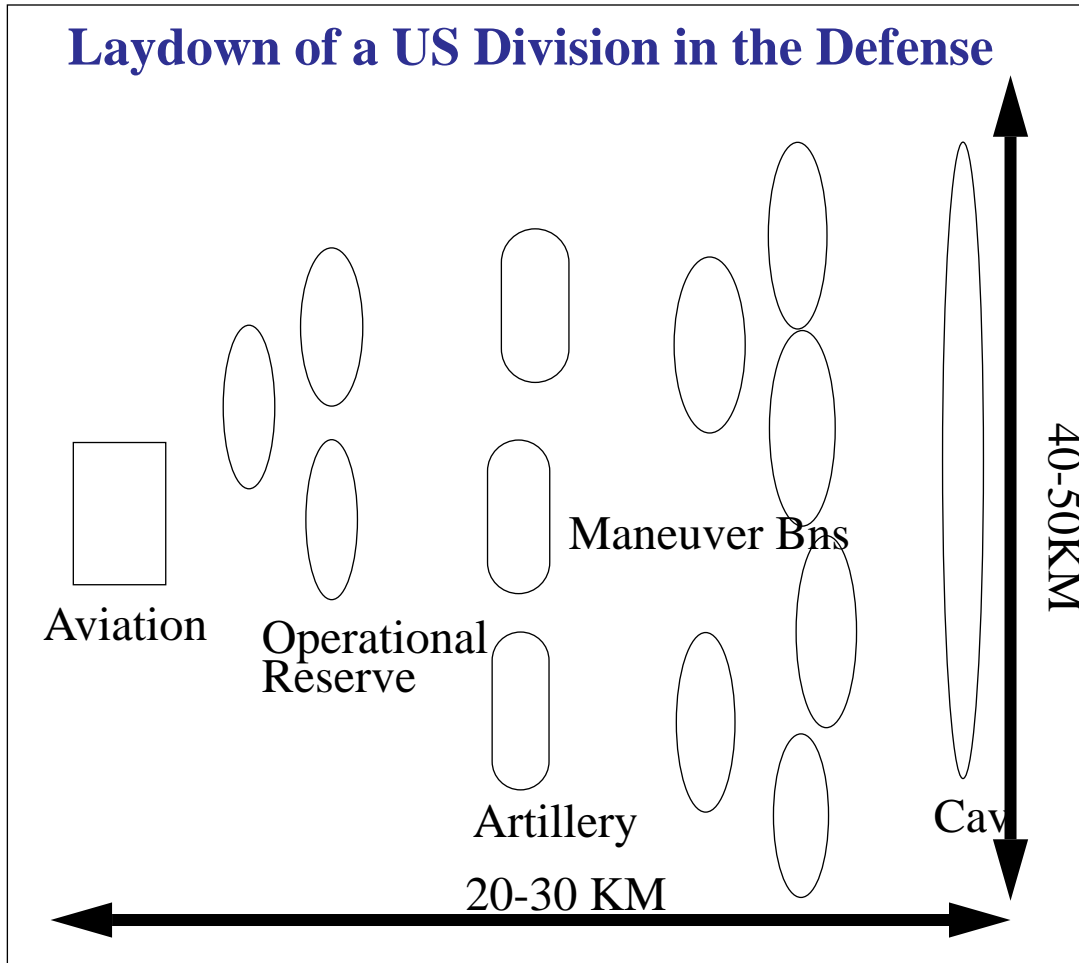 Laydown of a US Division in the Defense
40-50KM
Maneuver Bns
Aviation
Operational
Reserve
Artillery
Cav
20-30 KM